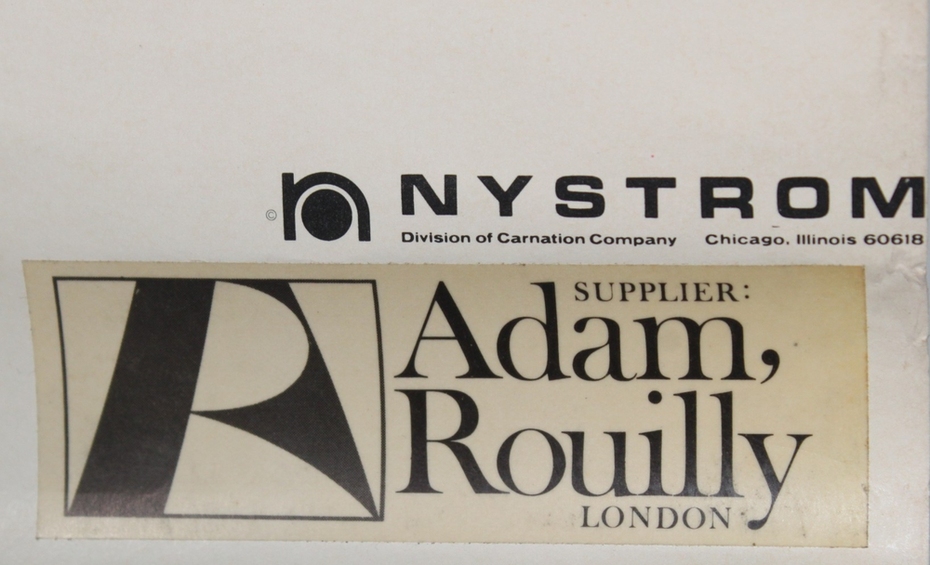 © n NYSTROM
Division of Carnation Company Chicago, Illinois 60618
SUPPLIER:
Adam,
Rouilly
LONDON